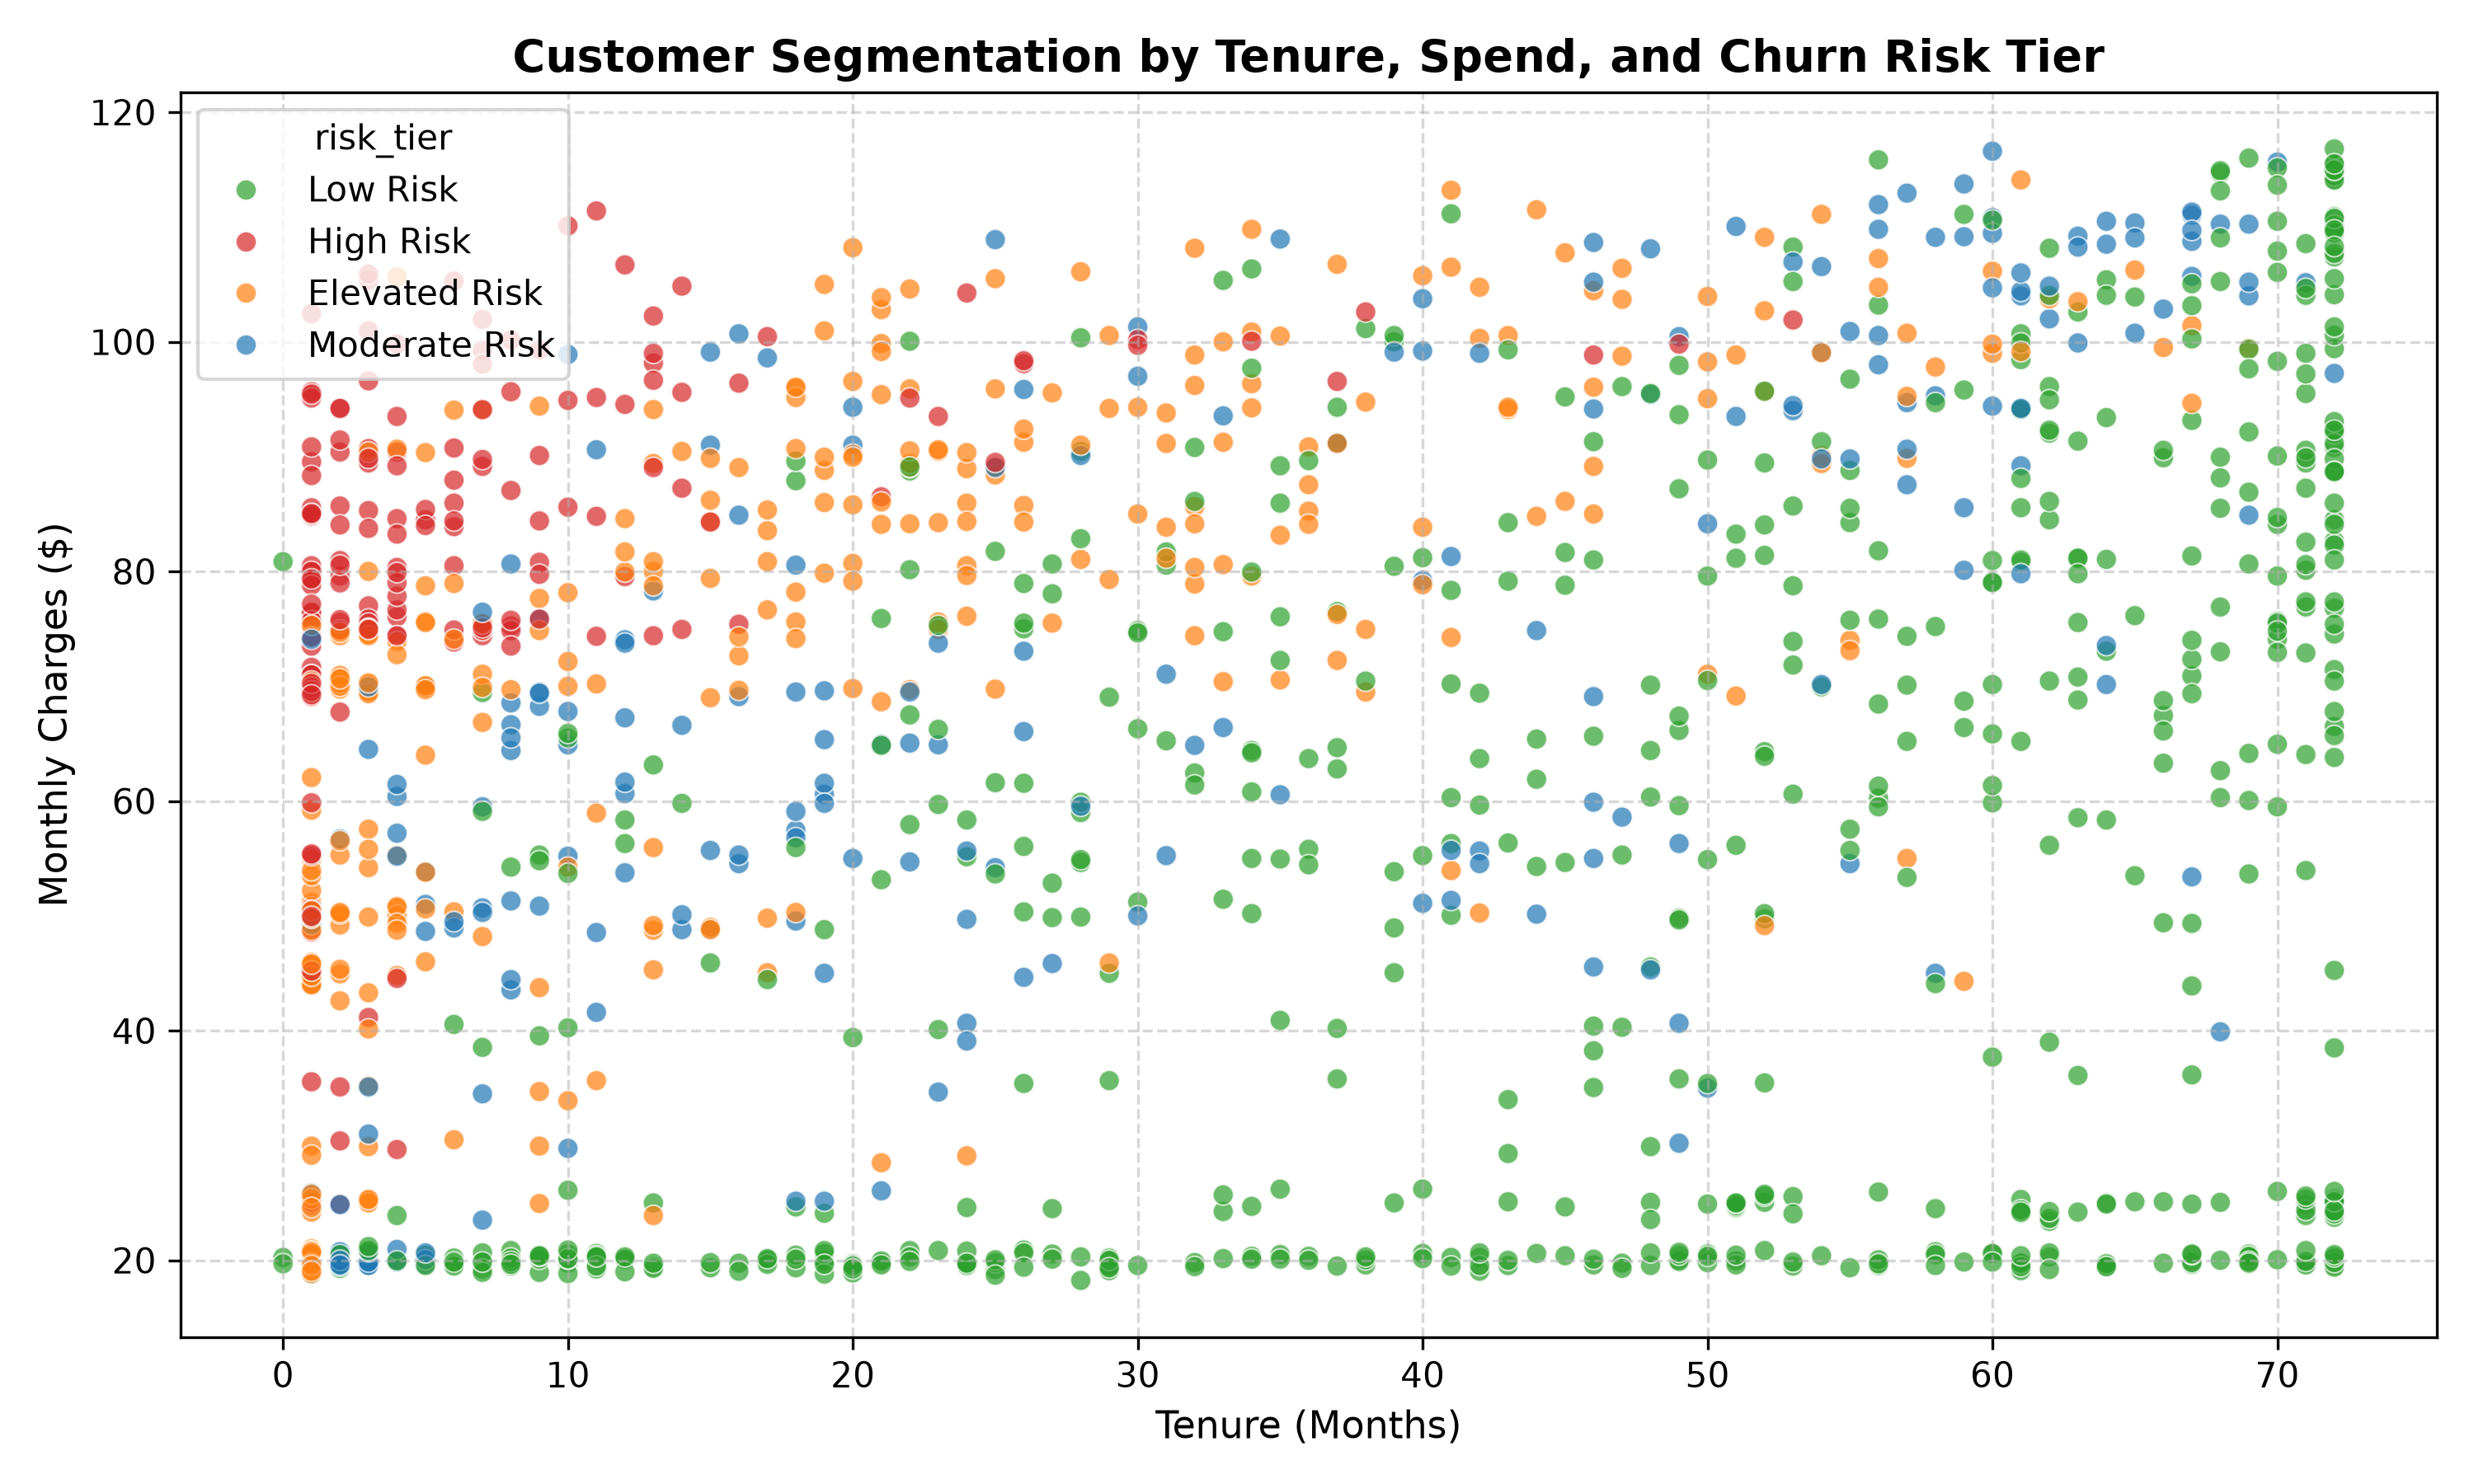 Customer Segmentation by Tenure, Spend, and Churn Risk Tier
120
100
80
60
40
20
Monthly Charges ($)
risk_tier
Low Risk
High Risk
Elevated Risk
Moderate Risk
0 10 20 30 40 50 60 70
Tenure (Months)